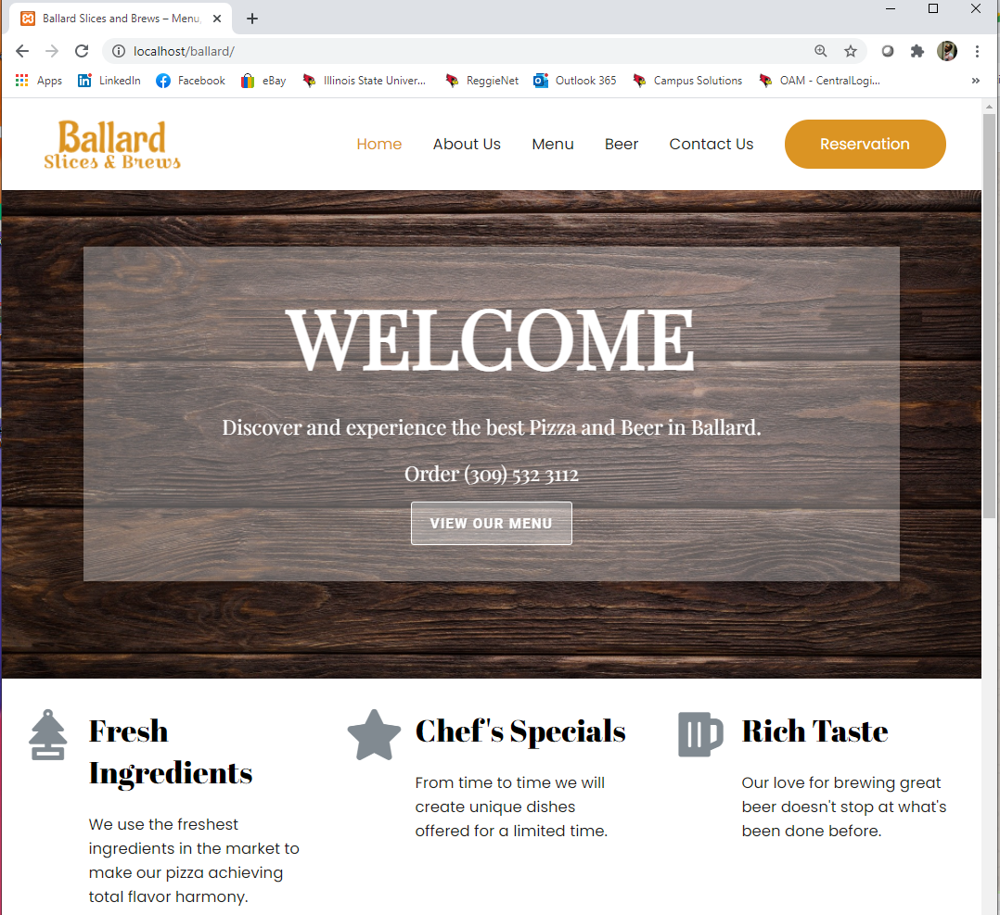 Ballard Slices and Brews – Menu,
localhost/ballard/
Apps LinkedIn Facebook eBay Illinois State Univer... ReggieNet Outlook 365 Campus Solutions OAM - CentralLogi... »
Ballard
Slices & Brews
Home About Us Menu Beer Contact Us Reservation
WELCOME
Discover and experience the best Pizza and Beer in Ballard.
Order (309) 532 3112
VIEW OUR MENU
Fresh
Ingredients
We use the freshest
ingredients in the market to
make our pizza achieving
total flavor harmony.
Chef's Specials
From time to time we will
create unique dishes
offered for a limited time.
Rich Taste
Our love for brewing great
beer doesn't stop at what's
been done before.